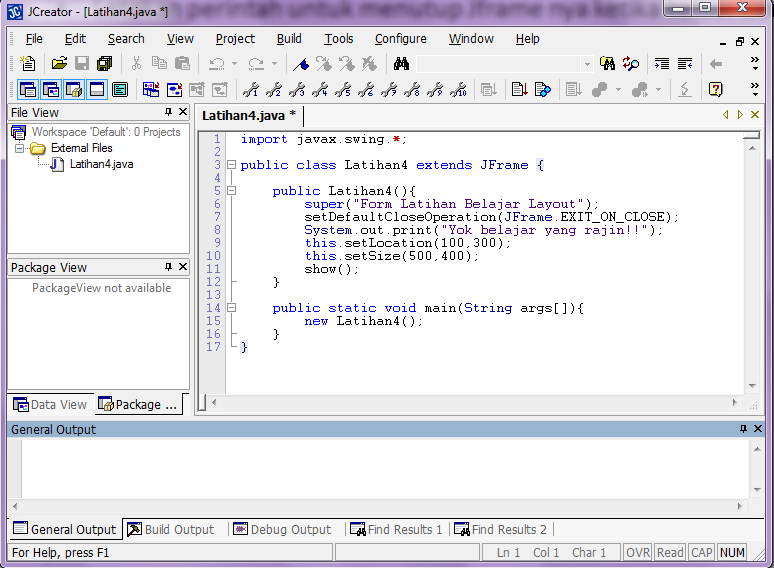 JCreator - [Latihan4.java *]
perintah untuk menutup Jframe nya ketika
File Edit Search View Project Build Tools Configure Window Help
File View
Workspace 'Default': 0 Projects
External Files
Latihan4.java
Package View
PackageView not available
Data View Package ...
Latihan4.java *
1 import javax.swing.*;
2
3 public class Latihan4 extends JFrame {
4
5 public Latihan4(){
6 super("Form Latihan Belajar Layout");
7 setDefaultCloseOperation(JFrame.EXIT_ON_CLOSE);
8 System.out.print("Yok belajar yang rajin!!");
9 this.setLocation(100,300);
10 this.setSize(500,400);
11 show();
12 }
13
14 public static void main(String args[]){
15 new Latihan4();
16 }
17 }
General Output
General Output Build Output Debug Output Find Results 1 Find Results 2
For Help, press F1 Ln 1 Col 1 Char 1 OVR Read CAP NUM